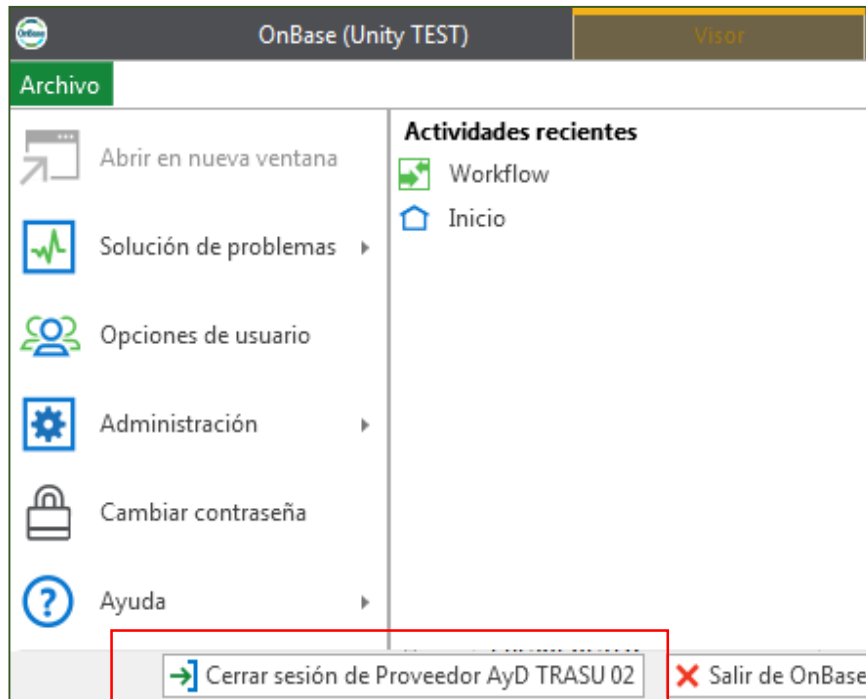 OnBase (Unity TEST)
Visor
Archivo
Abrir en nueva ventana
Solución de problemas
Opciones de usuario
Administración
Cambiar contraseña
Ayuda
Actividades recientes
Workflow
Inicio
Cerrar sesión de Proveedor AyD TRASU 02
Salir de OnBase